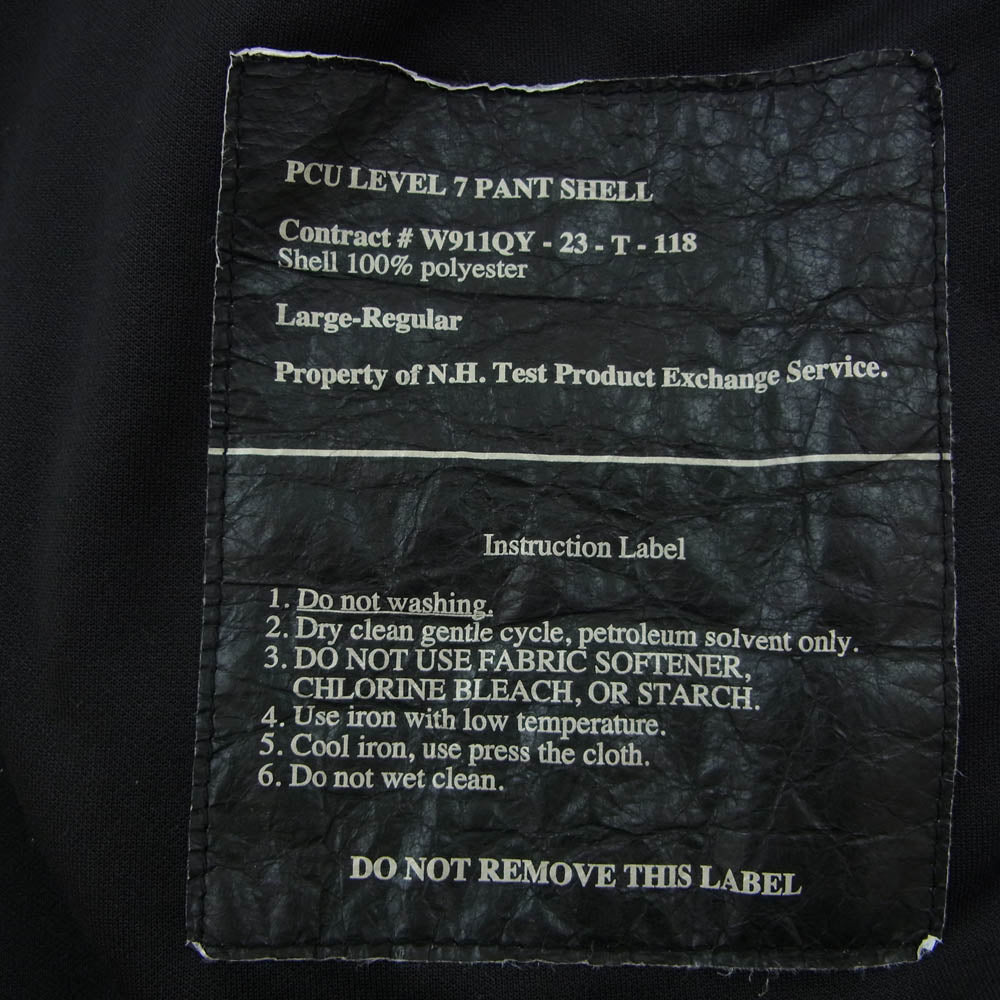 PCU LEVEL 7 PANT SHELL
Contract # W911QY - 23 - T - 118
Shell 100% polyester
Large-Regular
Property of N.H. Test Product Exchange Service.
Instruction Label
1. Do not washing.
2. Dry clean gentle cycle, petroleum solvent only.
3. DO NOT USE FABRIC SOFTENER,
CHLORINE BLEACH, OR STARCH.
4. Use iron with low temperature.
5. Cool iron, use press the cloth.
6. Do not wet clean.
DO NOT REMOVE THIS LABEL